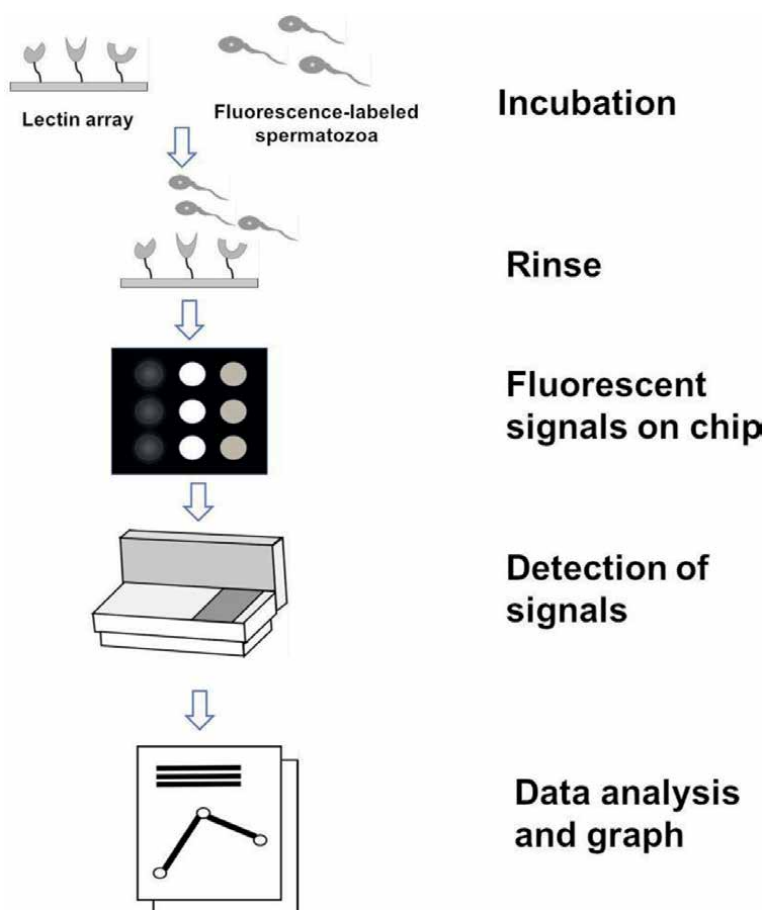 Lectin array
Fluorescence-labeled
spermatozoa
Incubation
Rinse
Fluorescent
signals on chip
Detection of
signals
Data analysis
and graph